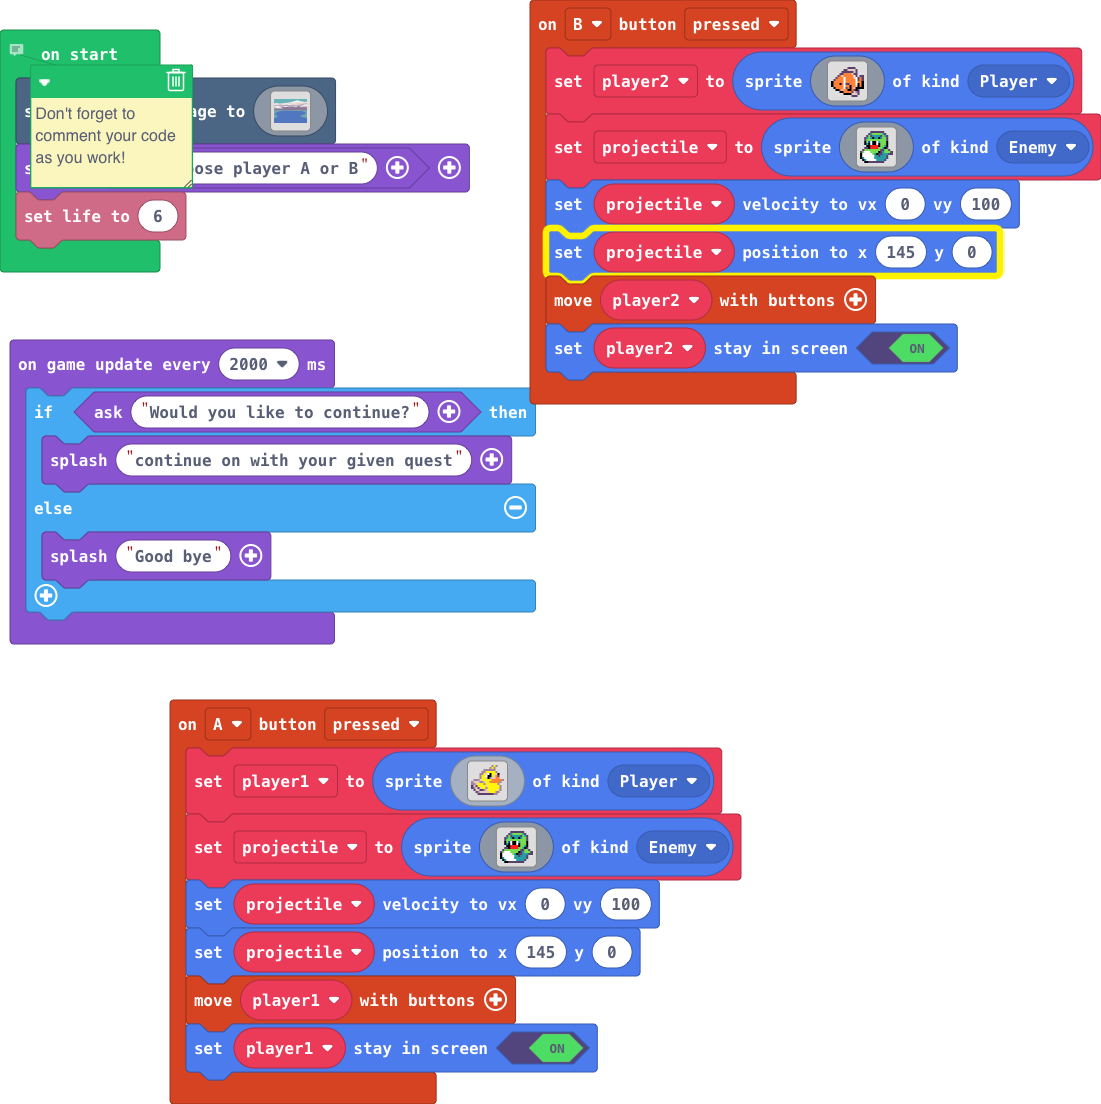 on start
Don't forget to
comment your code
as you work!
age to
ose player A or B"
set life to 6
on B button pressed
set player2 to sprite of kind Player
set projectile to sprite of kind Enemy
set projectile velocity to vx 0 vy 100
set projectile position to x 145 y 0
move player2 with buttons
set player2 stay in screen ON
on game update every 2000 ms
if ask "Would you like to continue?" then
splash "continue on with your given quest"
else
splash "Good bye"
on A button pressed
set player1 to sprite of kind Player
set projectile to sprite of kind Enemy
set projectile velocity to vx 0 vy 100
set projectile position to x 145 y 0
move player1 with buttons
set player1 stay in screen ON